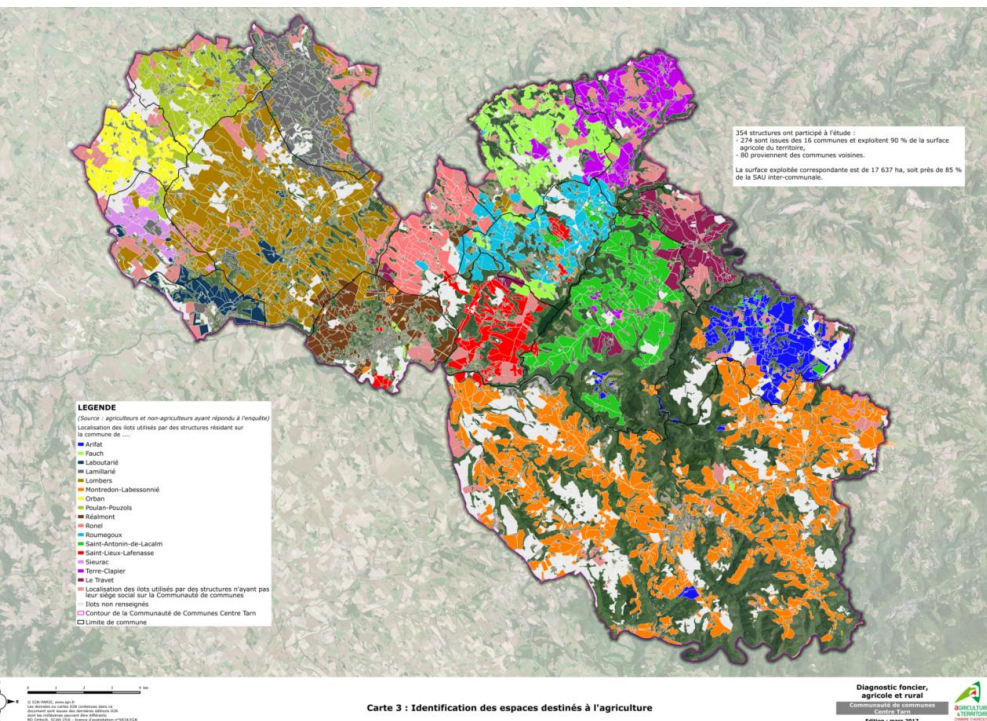 354 structures ont participé à l'étude :
- 274 sont issues des 16 communes et exploitent 90 % de la surface
agricole du territoire,
- 80 proviennent des communes voisines.
La surface exploitée correspondante est de 17 637 ha, soit près de 85 %
de la SAU inter-communale.
LEGENDE
(Source : agriculteurs et non-agriculteurs ayant répondu à l'enquête)
Localisation des îlots utilisés par des structures résidant sur
la commune de ....
Arifat
Fauch
Laboutarié
Lamillarié
Lombers
Montredon-Labessonnié
Orban
Poulan-Pouzols
Réalmont
Ronel
Roumegoux
Saint-Antonin-de-Lacalm
Saint-Lieux-Lafenasse
Sieurac
Terre-Clapier
Le Travet
Localisation des îlots utilisés par des structures n'ayant pas
leur siège social sur la Communauté de communes
Ilots non renseignés
Contour de la Communauté de Communes Centre Tarn
Limite de commune
Carte 3 : Identification des espaces destinés à l'agriculture
Diagnostic foncier,
agricole et rural
Communauté de communes
Centre Tarn
Edition : mars 2012
AGRICULTURES
& TERRITOIRES